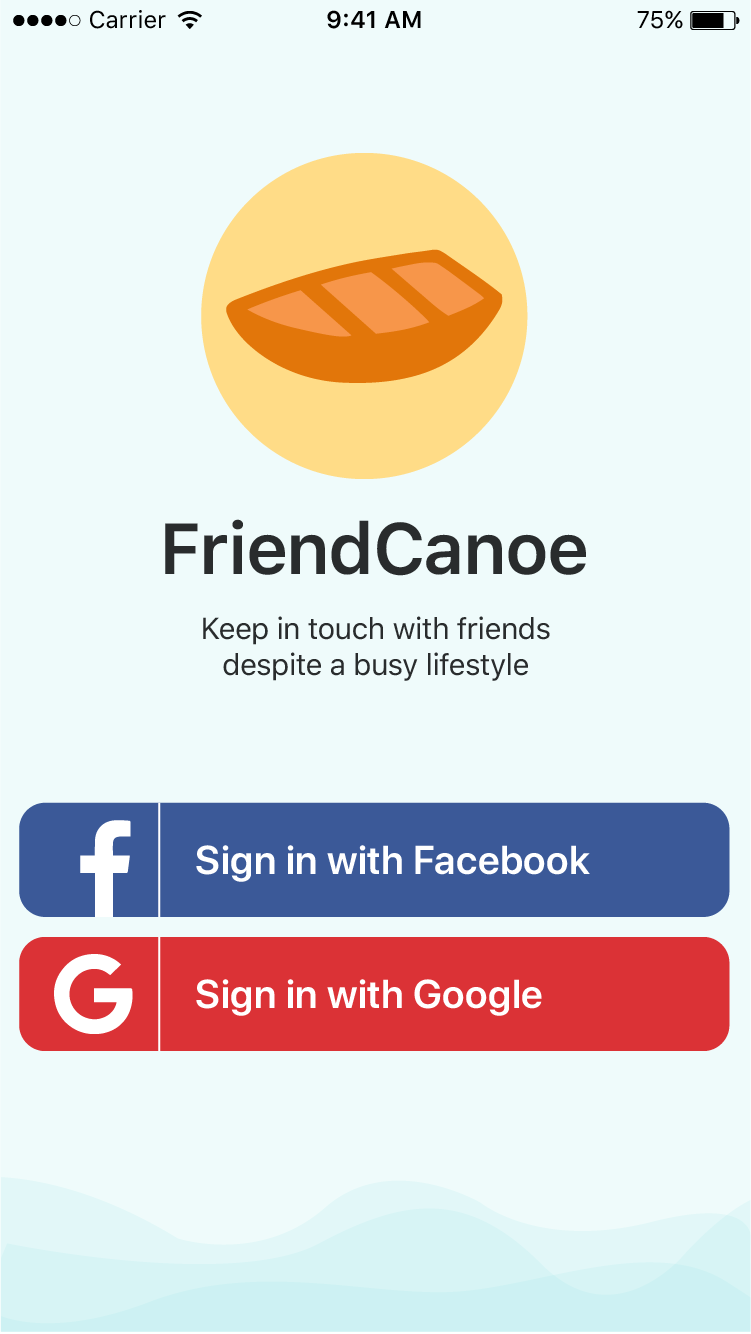 Carrier 9:41 AM 75%
FriendCanoe
Keep in touch with friends
despite a busy lifestyle
f Sign in with Facebook
G Sign in with Google